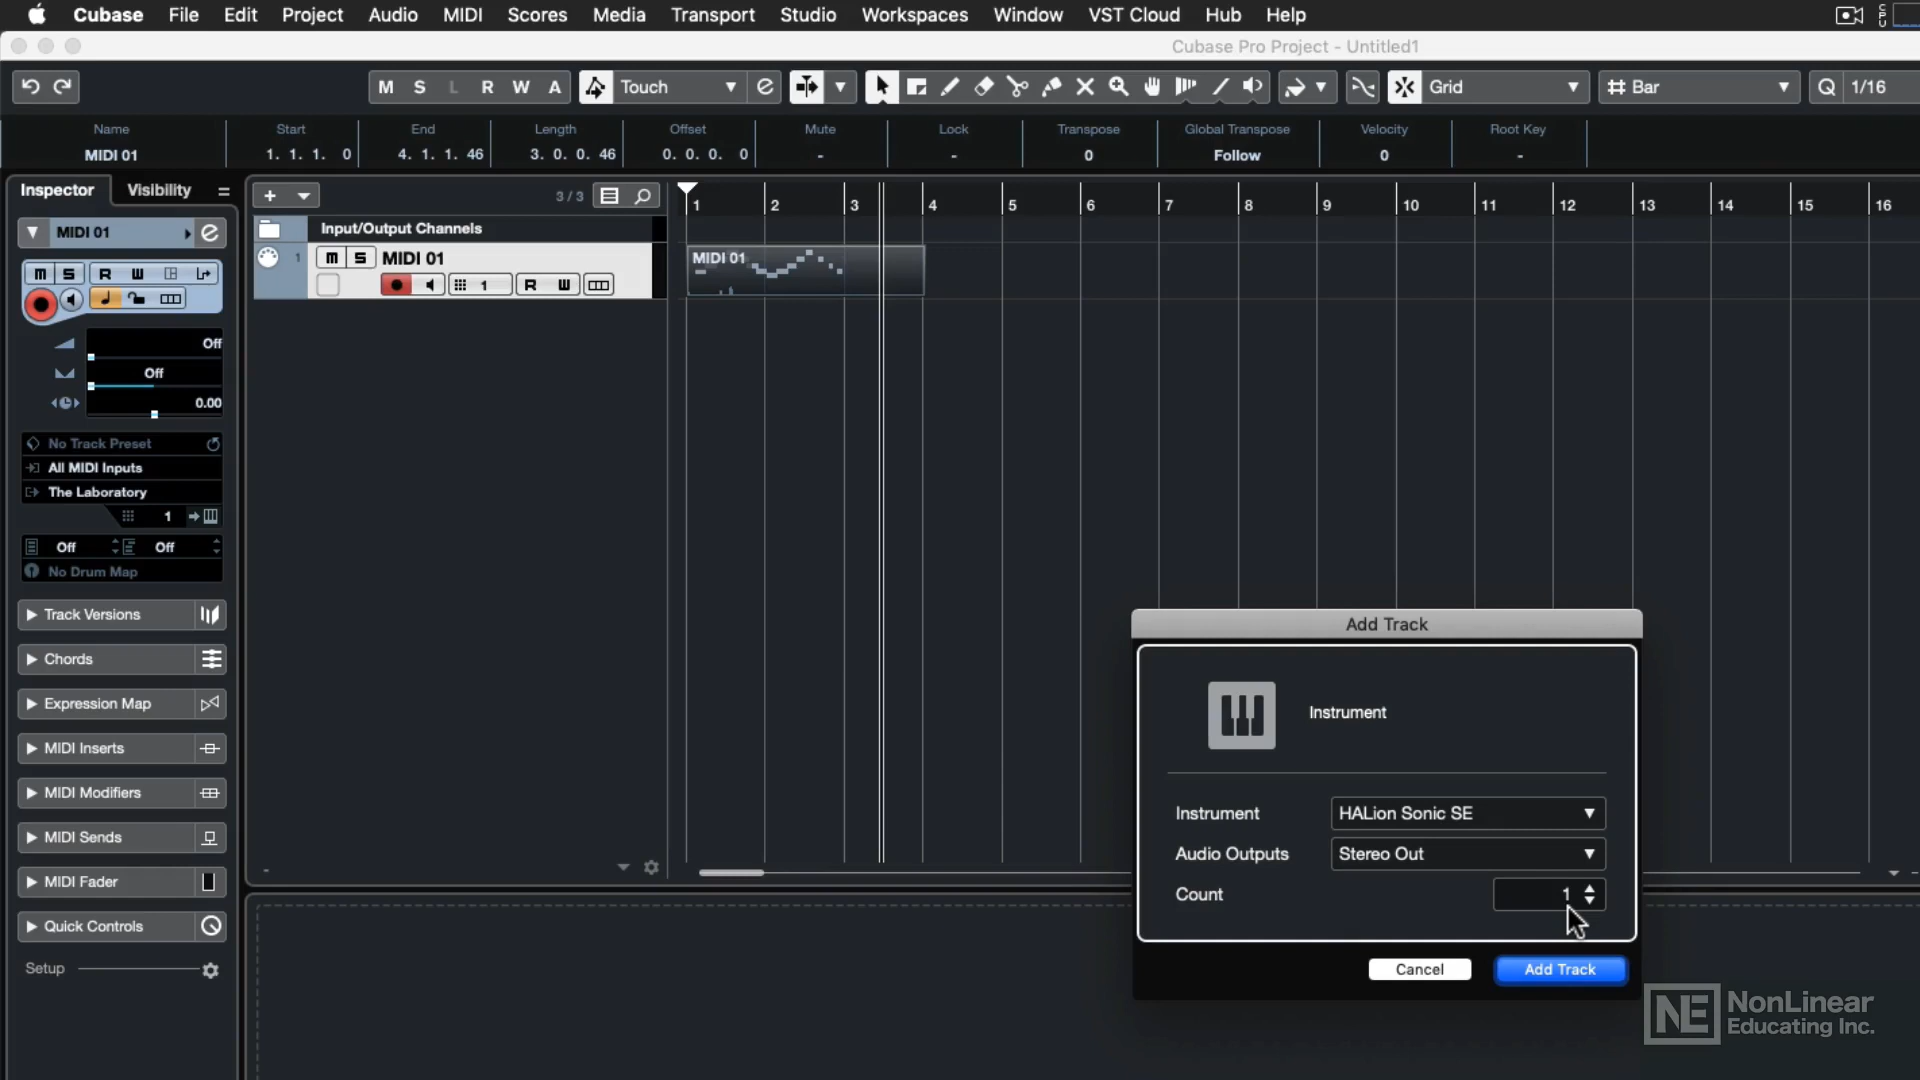 Cubase File Edit Project Audio MIDI Scores Media Transport Studio Workspaces Window VST Cloud Hub Help
CPU
Cubase Pro Project - Untitled1
M S L R W A Touch Grid Bar Q 1/16
Name Start End Length Offset Mute Lock Transpose Global Transpose Velocity Root Key
MIDI 01 1. 1. 1. 0 4. 1. 1. 46 3. 0. 0. 46 0. 0. 0. 0 - - 0 Follow 0 -
Inspector Visibility
+ 3 / 3
1 2 3 4 5 6 7 8 9 10 11 12 13 14 15 16
MIDI 01
Input/Output Channels
1 m S MIDI 01
MIDI 01
m S R W
1 R W
Off
Off
0.00
No Track Preset
All MIDI Inputs
The Laboratory
1
Off Off
No Drum Map
Track Versions
Chords
Expression Map
MIDI Inserts
MIDI Modifiers
MIDI Sends
MIDI Fader
Quick Controls
Setup
Add Track
Instrument
Instrument HALion Sonic SE
Audio Outputs Stereo Out
Count 1
Cancel Add Track
NE NonLinear
Educating Inc.